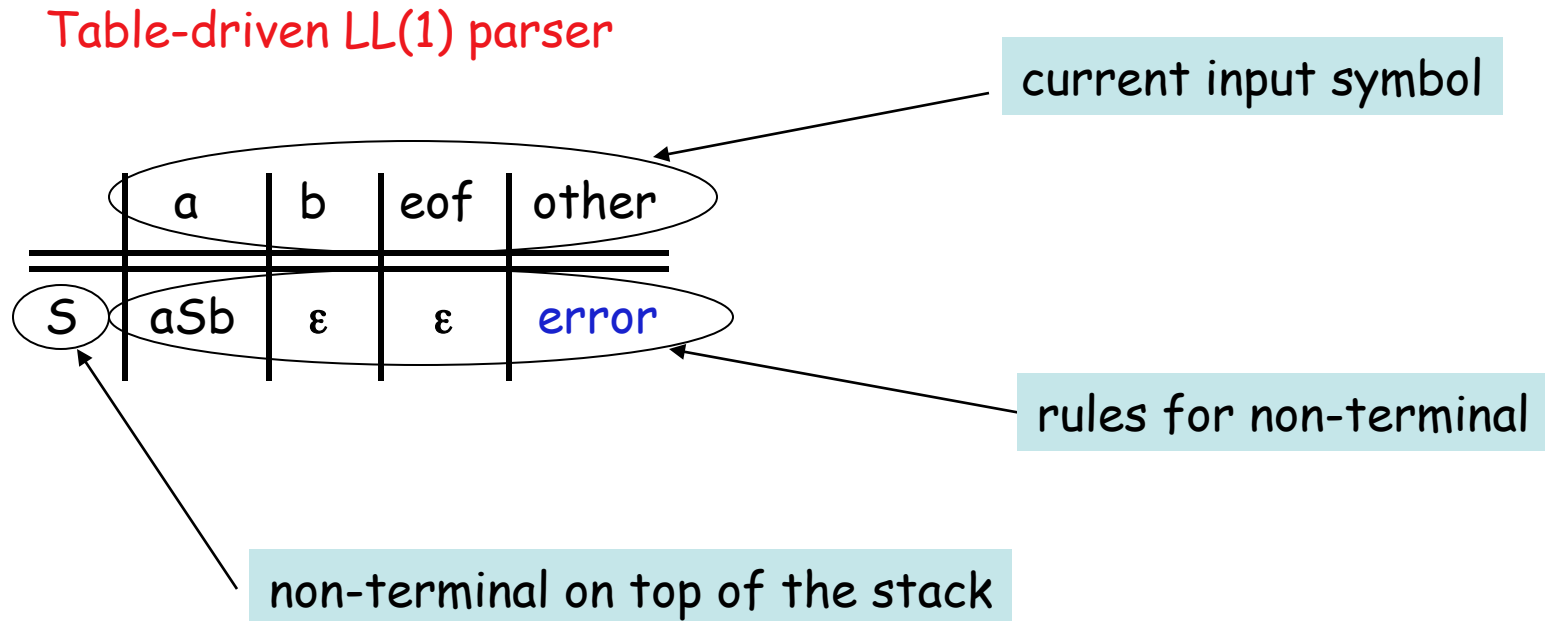 Table-driven LL(1) parser
current input symbol
a b eof other
S aSb ε ε error
rules for non-terminal
non-terminal on top of the stack